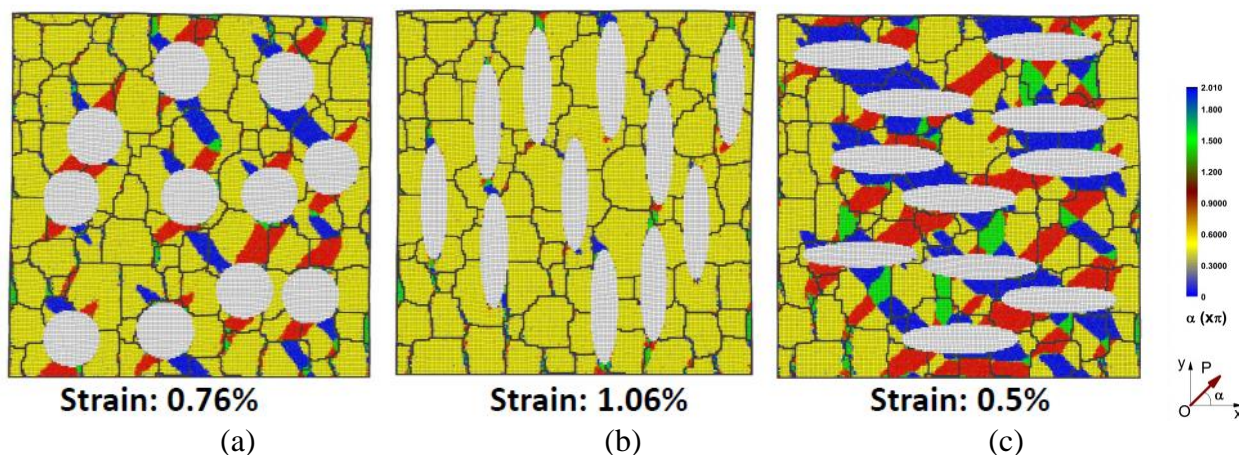 2.010
1.800
1.500
1.200
0.9000
0.6000
0.3000
0
α (xπ)
y
P
α
O
x
Strain: 0.76%
Strain: 1.06%
Strain: 0.5%
(a)
(b)
(c)